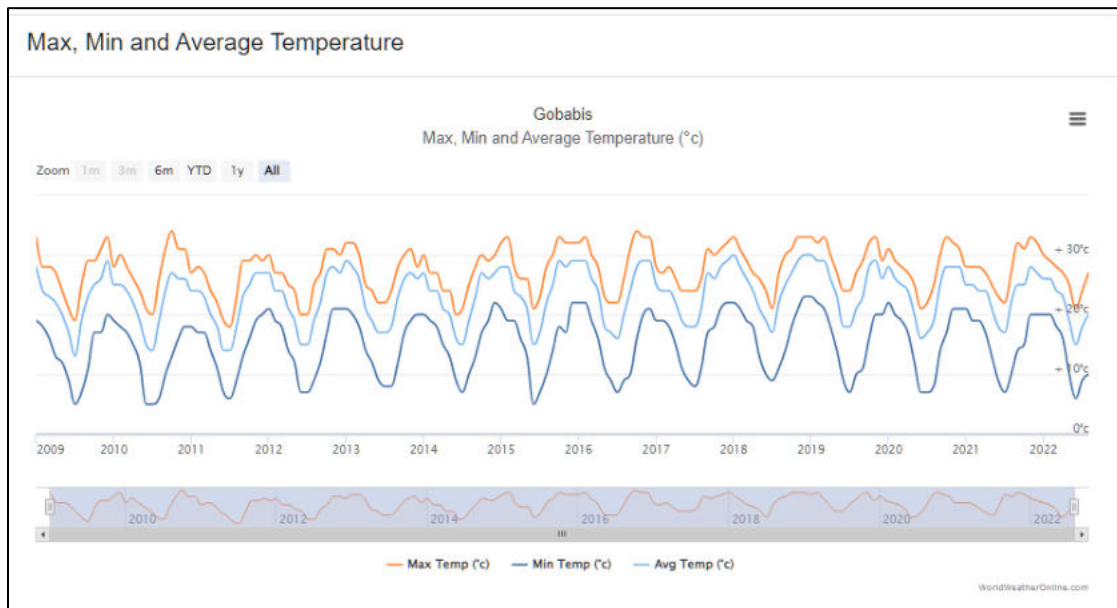 Max, Min and Average Temperature
Gobabis
Max, Min and Average Temperature (°c)
Zoom 1m 3m 6m YTD 1y All
+ 30°c
+ 20°c
+ 10°c
0°c
2009 2010 2011 2012 2013 2014 2015 2016 2017 2018 2019 2020 2021 2022
2010 2012 2014 2016 2018 2020 2022
Max Temp (°c) Min Temp (°c) Avg Temp (°c)
WorldWeatherOnline.com